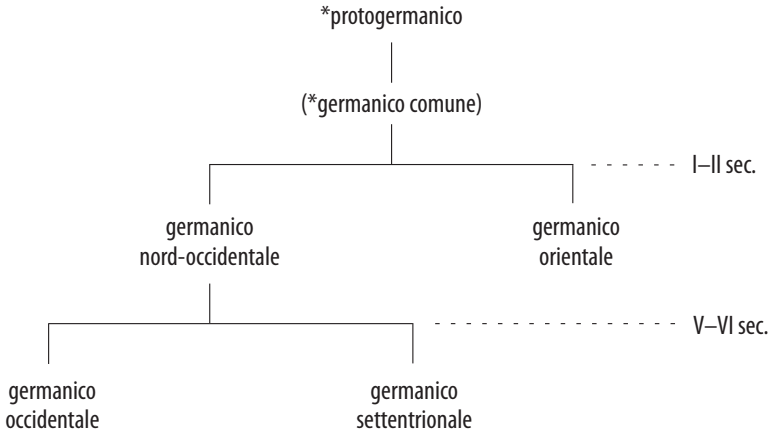 *protogermanico
(*germanico comune)
I–II sec.
germanico
nord-occidentale
germanico
orientale
V–VI sec.
germanico
occidentale
germanico
settentrionale